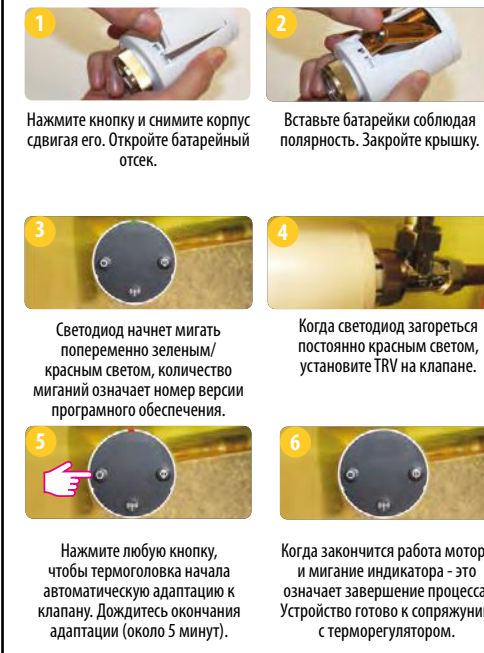 1
Нажмите кнопку и снимите корпус
сдвигая его. Откройте батарейный
отсек.
2
Вставьте батарейки соблюдая
полярность. Закройте крышку.
3
Светодиод начнет мигать
попеременно зеленым/
красным светом, количество
миганий означает номер версии
програмного обеспечения.
4
Когда светодиод загореться
постоянно красным светом,
установите TRV на клапане.
5
Нажмите любую кнопку,
чтобы термоголовка начала
автоматическую адаптацию к
клапану. Дождитесь окончания
адаптации (около 5 минут).
6
Когда закончится работа мотор
и мигание индикатора - это
означает завершение процесса
Устройство готово к сопряжуни
с терморегулятором.